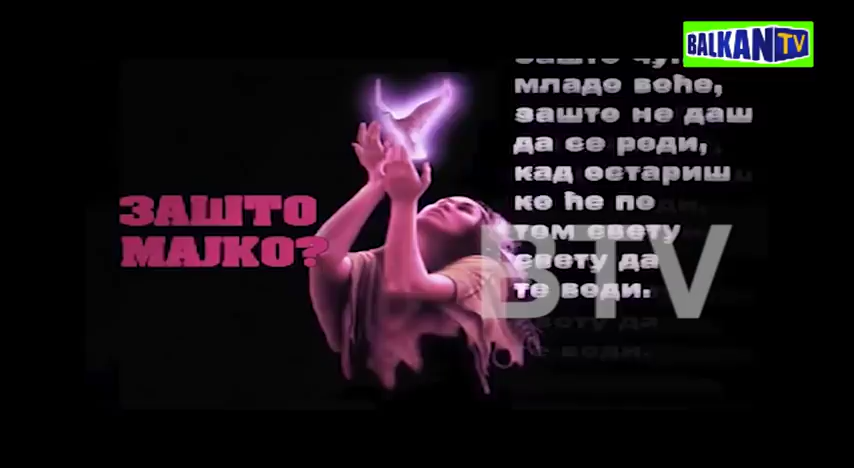 BALKAN TV
ЗАШТО
МАЈКО?
младо воће,
зашто не даш
да се роди,
кад остариш
ко ће по
том свету
свету да
те води.
BTV